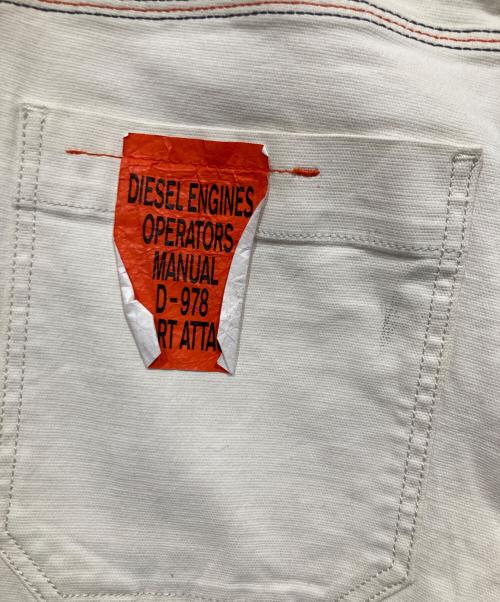 DIESEL ENGINES
OPERATORS
MANUAL
D-978
RT ATTA